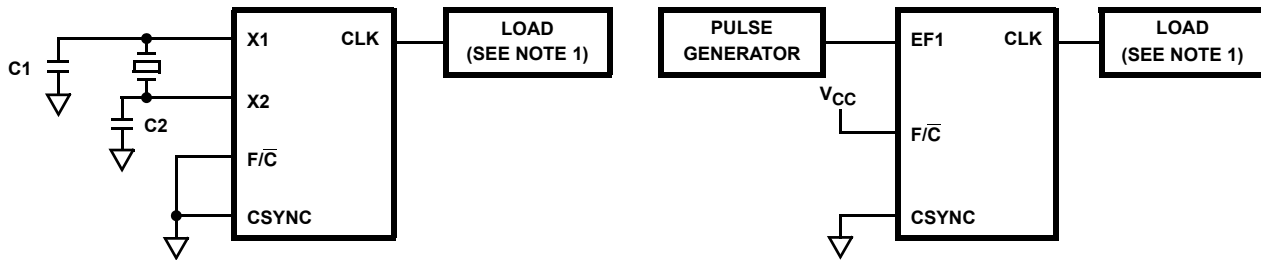 C1
C2
X1
X2
F/C̅
CSYNC
CLK
LOAD
(SEE NOTE 1)
PULSE
GENERATOR
VCC
EF1
F/C̅
CSYNC
CLK
LOAD
(SEE NOTE 1)